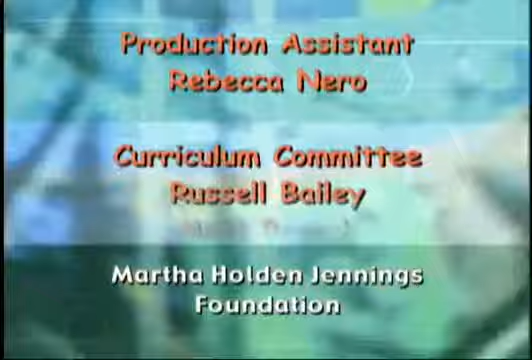 Production Assistant
Rebecca Nero
Curriculum Committee
Russell Bailey
Martha Holden Jennings
Foundation